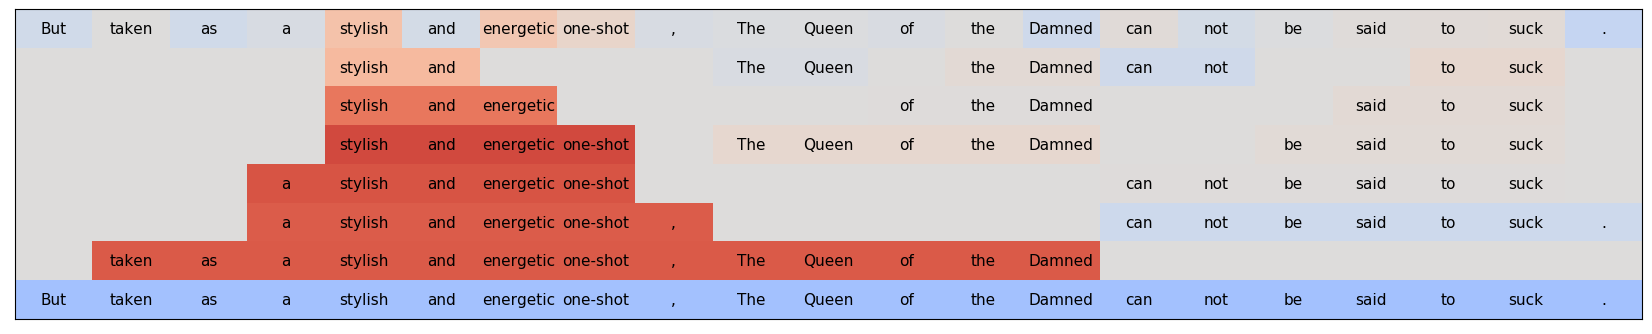 But taken as a stylish and energetic one-shot , The Queen of the Damned can not be said to suck .
stylish and The Queen the Damned can not to suck
stylish and energetic of the Damned said to suck
stylish and energetic one-shot The Queen of the Damned be said to suck
a stylish and energetic one-shot can not be said to suck
a stylish and energetic one-shot , can not be said to suck .
taken as a stylish and energetic one-shot , The Queen of the Damned
But taken as a stylish and energetic one-shot , The Queen of the Damned can not be said to suck .